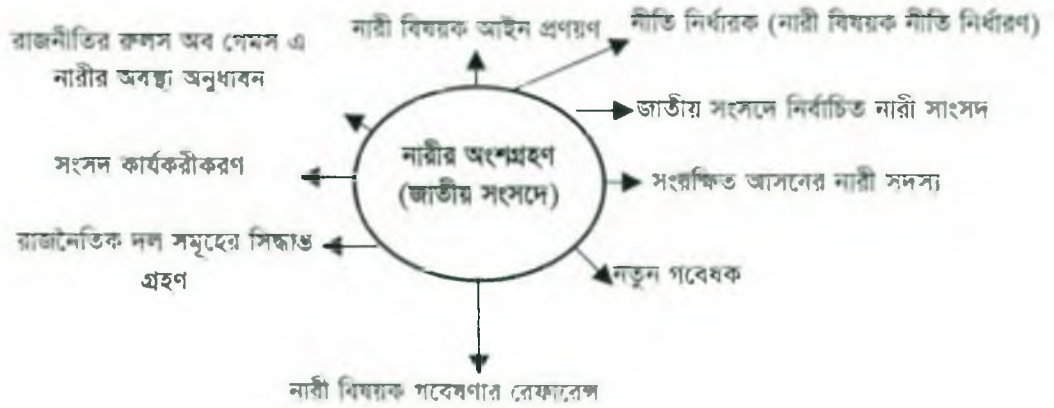 নারী বিষয়ক আইন প্রণয়ণ
নীতি নির্ধারক (নারী বিষয়ক নীতি নির্ধারণ)
রাজনীতির রুলস অব গেমস এ
নারীর অবস্থা অনুধাবন
জাতীয় সংসদে নির্বাচিত নারী সাংসদ
নারীর অংশগ্রহণ
(জাতীয় সংসদে)
সংসদ কার্যকরীকরণ
সংরক্ষিত আসনের নারী সদস্য
রাজনৈতিক দল সমূহের সিদ্ধান্ত
গ্রহণ
নতুন গবেষক
নারী বিষয়ক গবেষণার রেফারেন্স